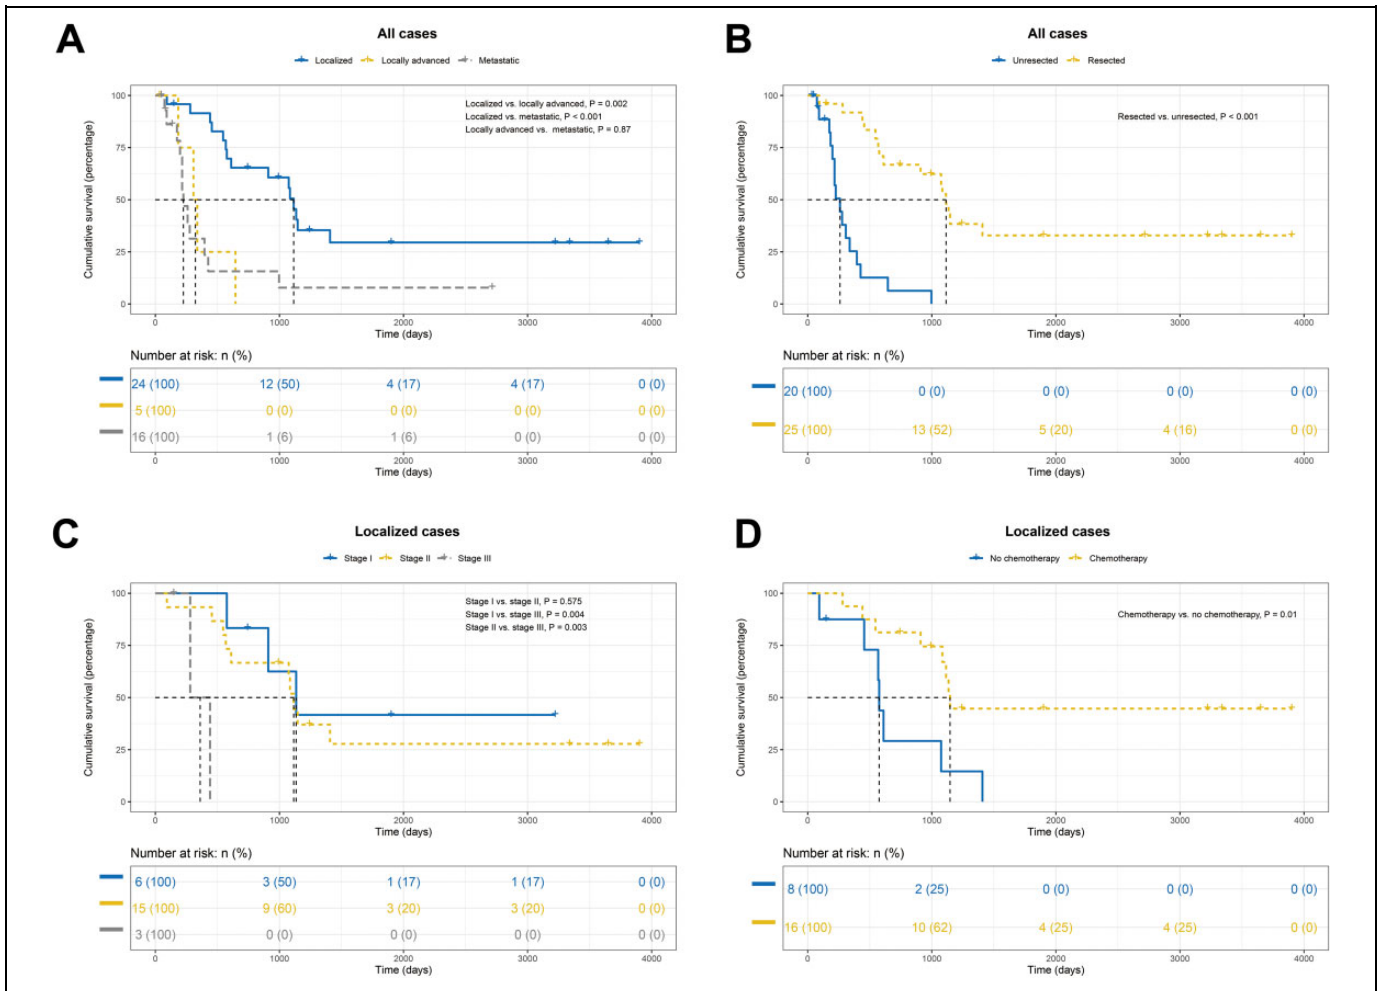 A
All cases
Localized Locally advanced Metastatic
Localized vs. locally advanced, P = 0.002
Localized vs. metastatic, P < 0.001
Locally advanced vs. metastatic, P = 0.87
Cumulative survival (percentage)
100
75
50
25
0
0 1000 2000 3000 4000
Time (days)
Number at risk: n (%)
24 (100) 12 (50) 4 (17) 4 (17) 0 (0)
5 (100) 0 (0) 0 (0) 0 (0) 0 (0)
16 (100) 1 (6) 1 (6) 0 (0) 0 (0)
0 1000 2000 3000 4000
Time (days)
B
All cases
Unresected Resected
Resected vs. unresected, P < 0.001
Cumulative survival (percentage)
100
75
50
25
0
0 1000 2000 3000 4000
Time (days)
Number at risk: n (%)
20 (100) 0 (0) 0 (0) 0 (0) 0 (0)
25 (100) 13 (52) 5 (20) 4 (16) 0 (0)
0 1000 2000 3000 4000
Time (days)
C
Localized cases
Stage I Stage II Stage III
Stage I vs. stage II, P = 0.575
Stage I vs. stage III, P = 0.004
Stage II vs. stage III, P = 0.003
Cumulative survival (percentage)
100
75
50
25
0
0 1000 2000 3000 4000
Time (days)
Number at risk: n (%)
6 (100) 3 (50) 1 (17) 1 (17) 0 (0)
15 (100) 9 (60) 3 (20) 3 (20) 0 (0)
3 (100) 0 (0) 0 (0) 0 (0) 0 (0)
0 1000 2000 3000 4000
Time (days)
D
Localized cases
No chemotherapy Chemotherapy
Chemotherapy vs. no chemotherapy, P = 0.01
Cumulative survival (percentage)
100
75
50
25
0
0 1000 2000 3000 4000
Time (days)
Number at risk: n (%)
8 (100) 2 (25) 0 (0) 0 (0) 0 (0)
16 (100) 10 (62) 4 (25) 4 (25) 0 (0)
0 1000 2000 3000 4000
Time (days)